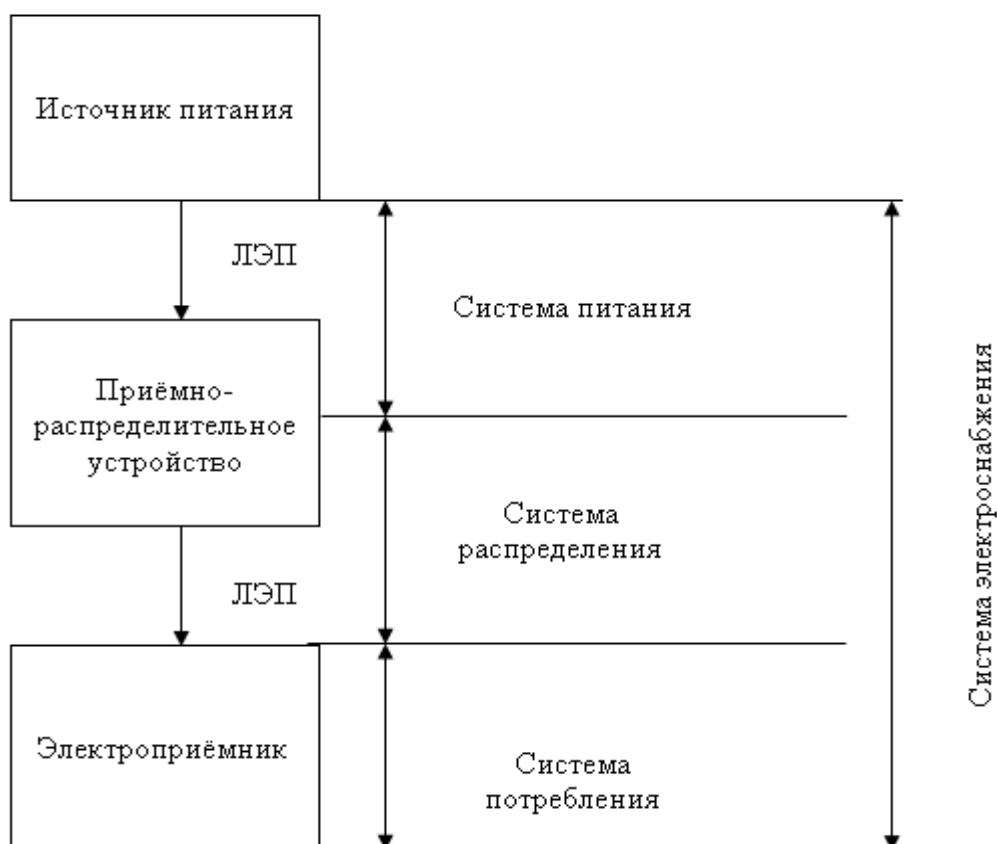 Источник питания
ЛЭП
Система питания
Приёмно-
распределительное
устройство
Система
распределения
ЛЭП
Электроприёмник
Система
потребления
Система электроснабжения